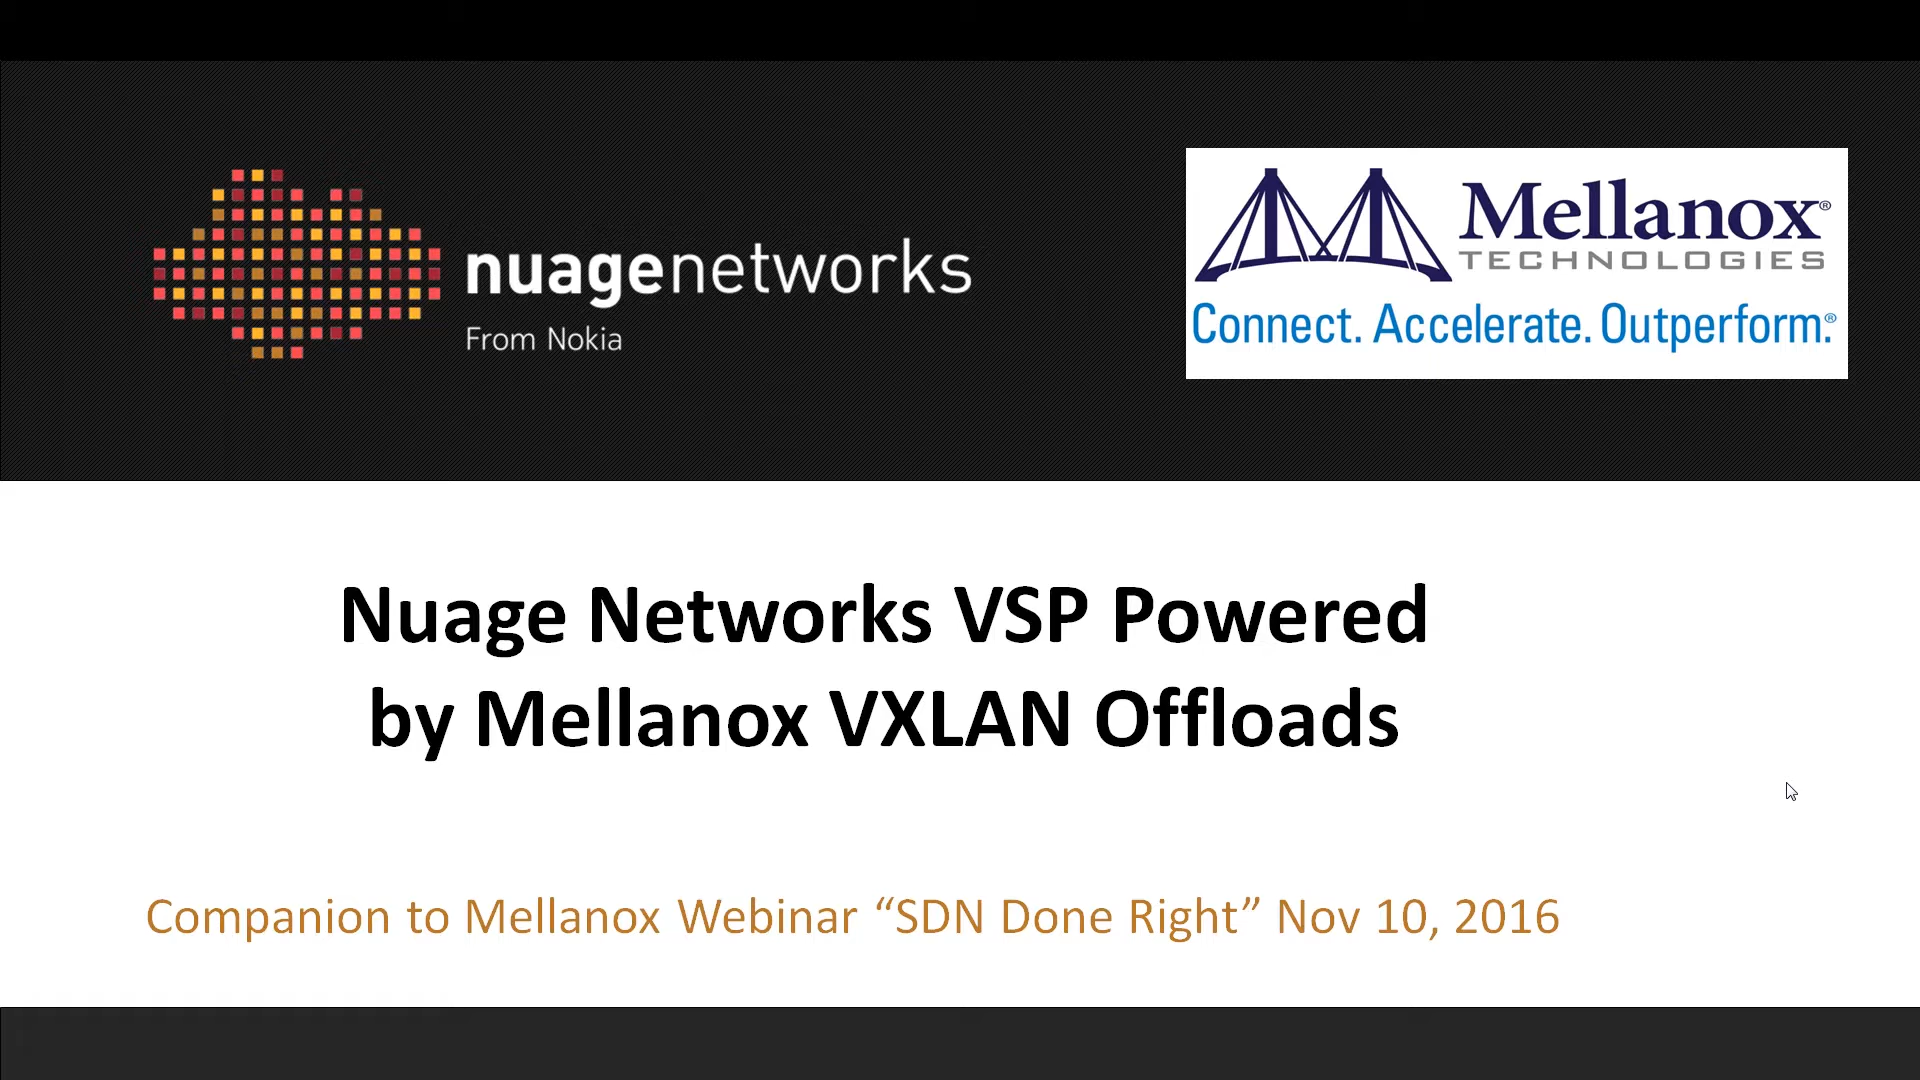 nuagenetworks
From Nokia
Mellanox®
TECHNOLOGIES
Connect. Accelerate. Outperform.®
Nuage Networks VSP Powered
by Mellanox VXLAN Offloads
Companion to Mellanox Webinar “SDN Done Right” Nov 10, 2016